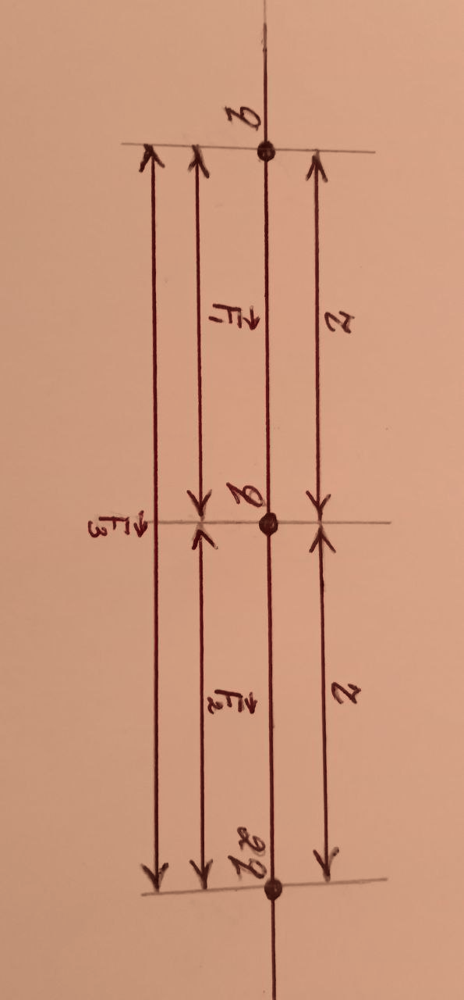 r r
q q 2q
F⃗₁ F⃗₂
F⃗₃